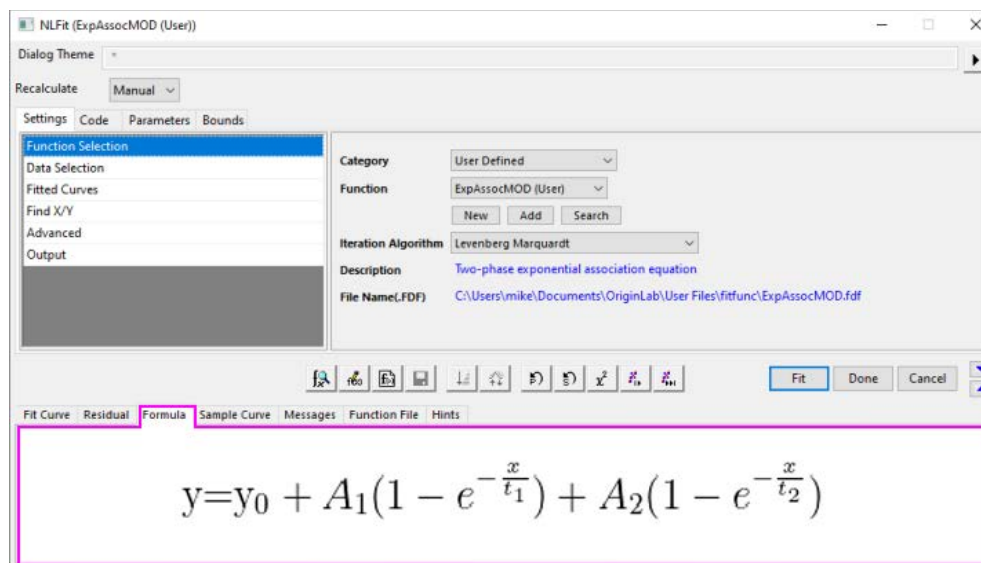 NLFit (ExpAssocMOD (User))
Dialog Theme *
Recalculate Manual
Settings Code Parameters Bounds
Function Selection
Data Selection
Fitted Curves
Find X/Y
Advanced
Output
Category User Defined
Function ExpAssocMOD (User)
New Add Search
Iteration Algorithm Levenberg Marquardt
Description Two-phase exponential association equation
File Name(.FDF) C:\Users\mike\Documents\OriginLab\User Files\fitfunc\ExpAssocMOD.fdf
Fit Done Cancel
Fit Curve Residual Formula Sample Curve Messages Function File Hints
y=y₀ + A₁(1 − e^(−x/t₁)) + A₂(1 − e^(−x/t₂))